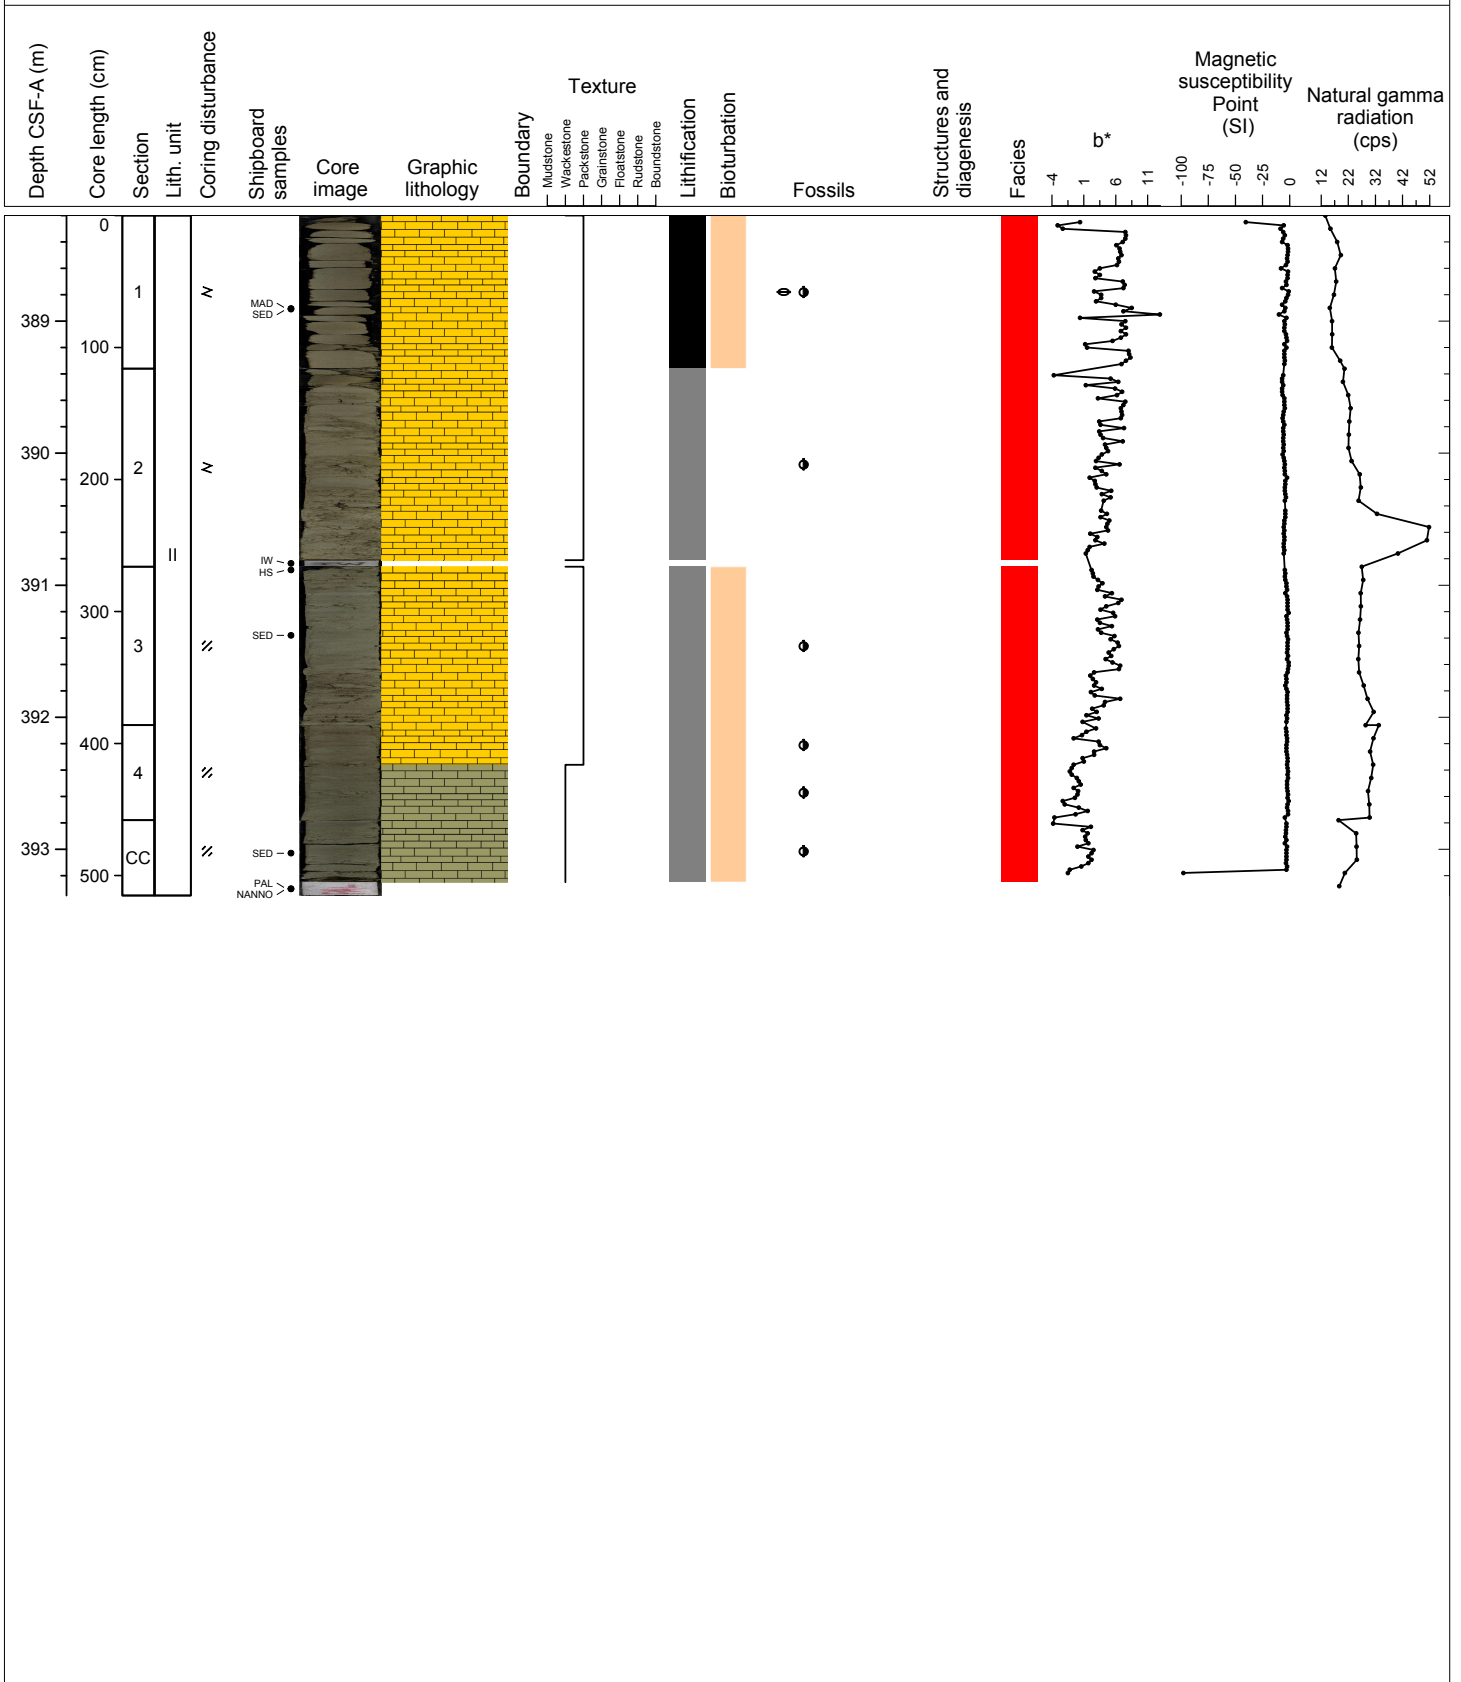 Depth CSF-A (m)
Core length (cm)
Section
Lith. unit
Coring disturbance
Shipboard
samples
Core
image
Graphic
lithology
Boundary
Texture
Mudstone
Wackestone
Packstone
Grainstone
Floatstone
Rudstone
Boundstone
Lithification
Bioturbation
Fossils
Structures and
diagenesis
Facies
b*
-4 1 6 11
Magnetic
susceptibility
Point
(SI)
-100 -75 -50 -25 0
Natural gamma
radiation
(cps)
12 22 32 42 52
0
1
MAD
SED
389
100
390
2
200
II
IW
HS
391
300
SED
3
392
400
4
393
CC
SED
500
PAL
NANNO